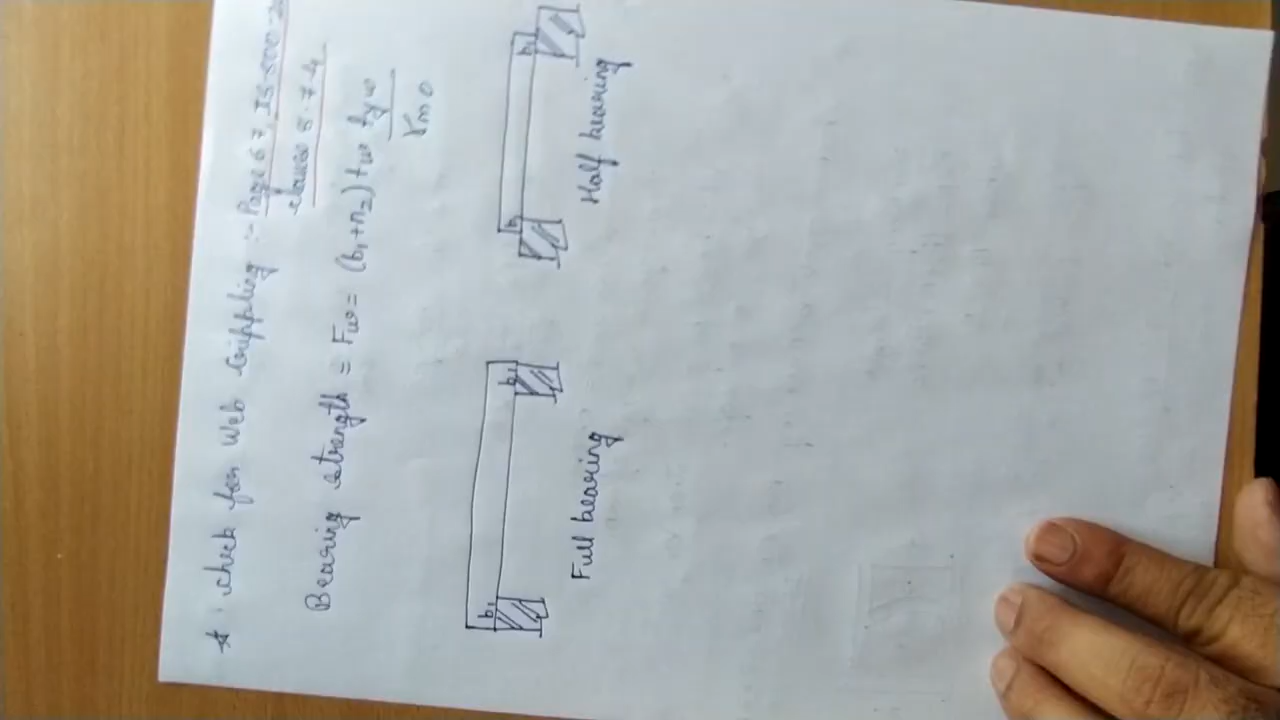 * check for Web crippling :- Page 67, IS-800-2
clause 8.7.4
Bearing strength = Fw = (b₁+n₂) tw fyw
γm0
b₁ b₁
Full bearing
b₁ b₁
Half bearing